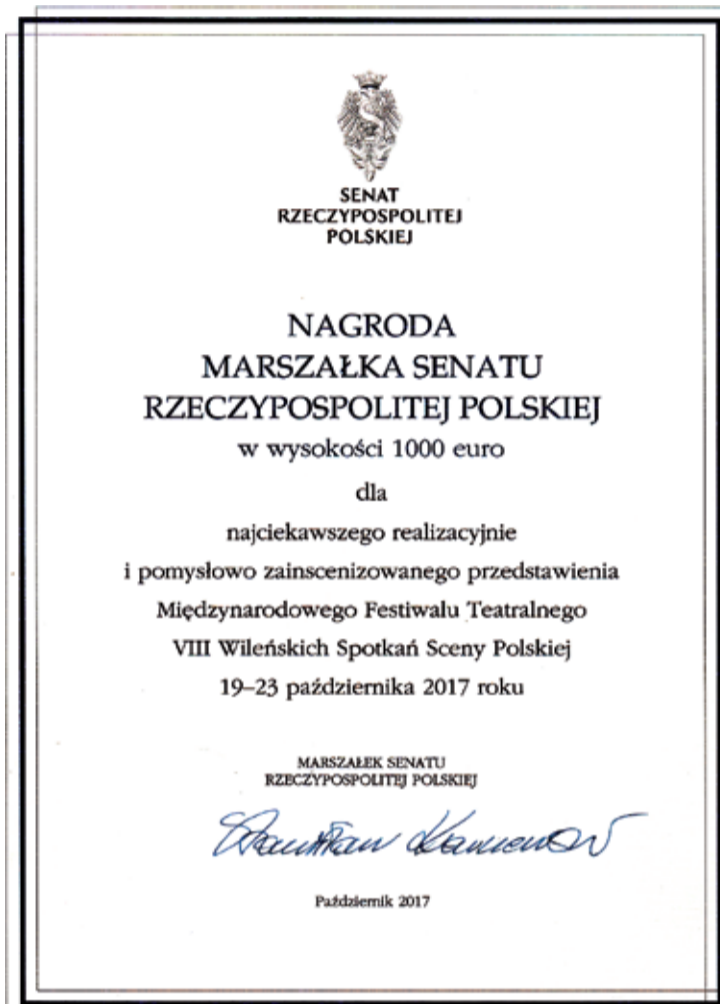 SENAT
RZECZYPOSPOLITEJ
POLSKIEJ
NAGRODA
MARSZAŁKA SENATU
RZECZYPOSPOLITEJ POLSKIEJ
w wysokości 1000 euro
dla
najciekawszego realizacyjnie
i pomysłowo zainscenizowanego przedstawienia
Międzynarodowego Festiwalu Teatralnego
VIII Wileńskich Spotkań Sceny Polskiej
19–23 października 2017 roku
MARSZAŁEK SENATU
RZECZYPOSPOLITEJ POLSKIEJ
Stanisław
Październik 2017